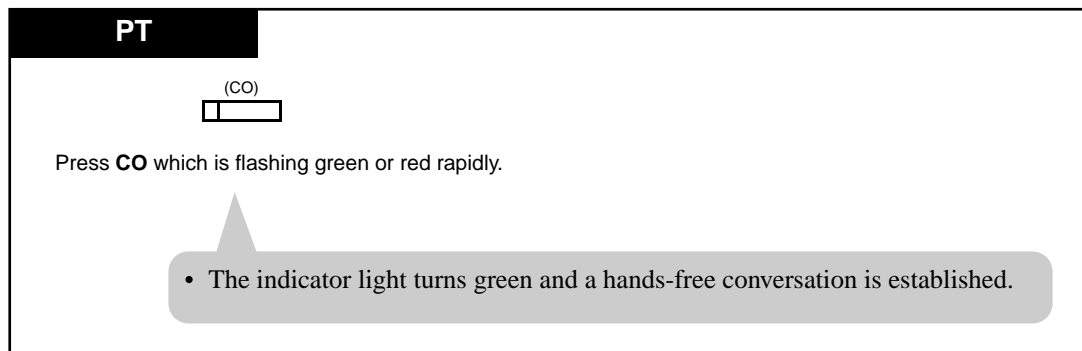 PT
(CO)
Press CO which is flashing green or red rapidly.
• The indicator light turns green and a hands-free conversation is established.